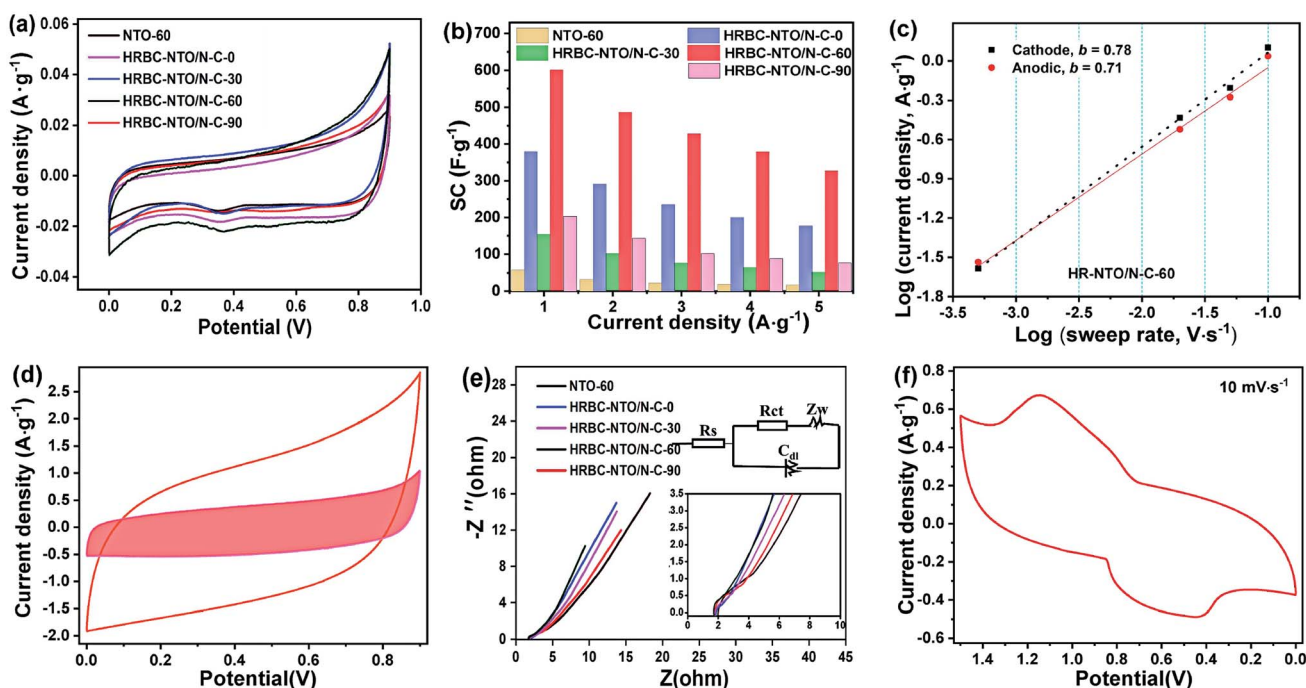 (a)
0.06
0.04
0.02
0.00
-0.02
-0.04
Current density (A·g⁻¹)
NTO-60
HRBC-NTO/N-C-0
HRBC-NTO/N-C-30
HRBC-NTO/N-C-60
HRBC-NTO/N-C-90
0.0 0.2 0.4 0.6 0.8 1.0
Potential (V)
(b)
NTO-60 HRBC-NTO/N-C-0
HRBC-NTO/N-C-30 HRBC-NTO/N-C-60
HRBC-NTO/N-C-90
700
600
500
400
300
200
100
0
SC (F·g⁻¹)
1 2 3 4 5
Current density (A·g⁻¹)
(c)
Cathode, b = 0.78
Anodic, b = 0.71
0.0
-0.3
-0.6
-0.9
-1.2
-1.5
-1.8
Log (current density, A·g⁻¹)
HR-NTO/N-C-60
-3.5 -3.0 -2.5 -2.0 -1.5 -1.0
Log (sweep rate, V·s⁻¹)
(d)
2.5
2.0
1.5
1.0
0.5
0.0
-0.5
-1.0
-1.5
-2.0
Current density (A·g⁻¹)
0.0 0.2 0.4 0.6 0.8
Potential(V)
(e)
NTO-60
HRBC-NTO/N-C-0
HRBC-NTO/N-C-30
HRBC-NTO/N-C-60
HRBC-NTO/N-C-90
Rs Rct Zw
Cdl
20
16
12
8
4
0
-Z ″(ohm)
3.5
3.0
2.5
2.0
1.5
1.0
0.5
0.0
0 2 4 6 8 10
0 5 10 15 20 25 30 35 40 45
Z(ohm)
(f)
10 mV·s⁻¹
0.8
0.6
0.4
0.2
0.0
-0.2
-0.4
-0.6
Current density (A·g⁻¹)
1.4 1.2 1.0 0.8 0.6 0.4 0.2 0.0
Potential(V)